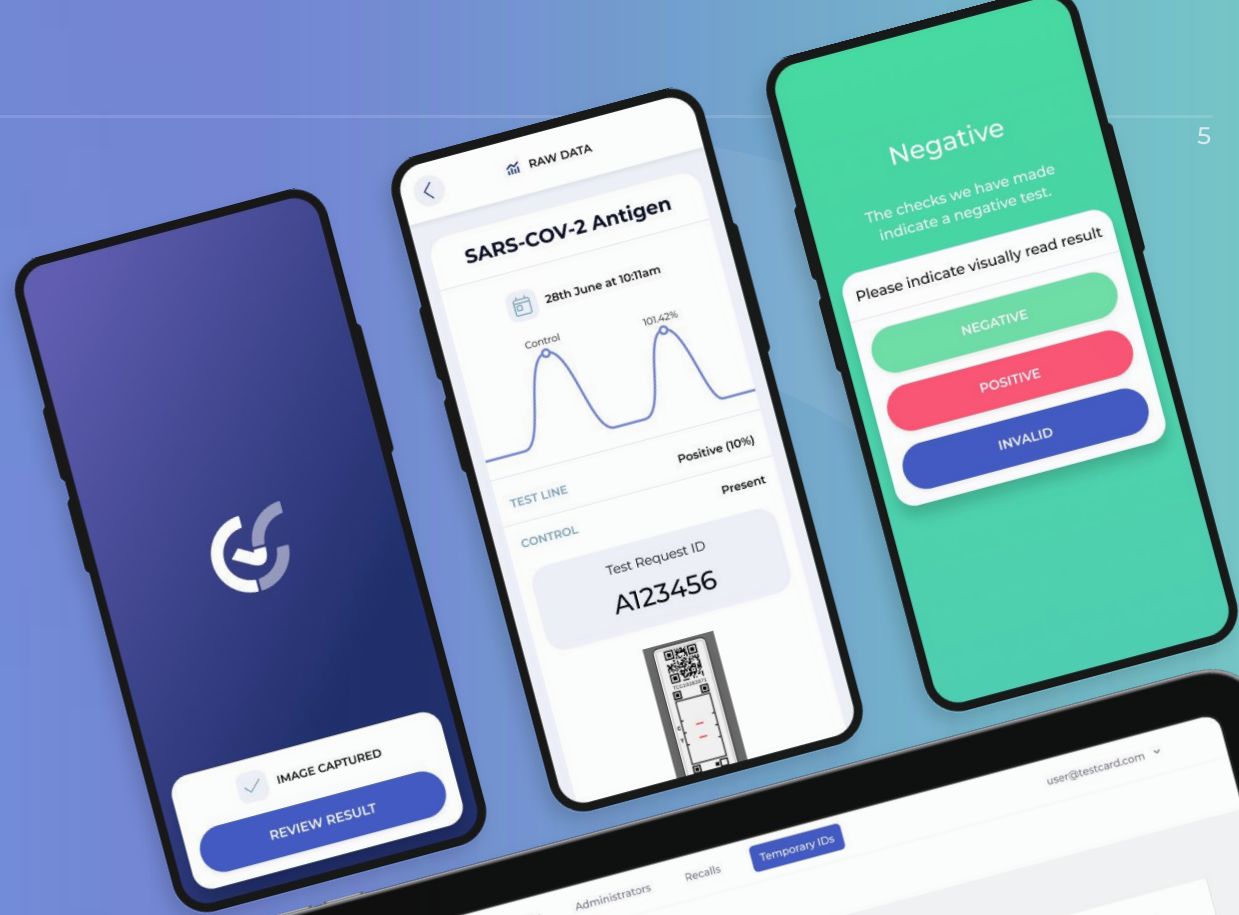 5
IMAGE CAPTURED
REVIEW RESULT
RAW DATA
SARS-COV-2 Antigen
28th June at 10:11am
Control
101.42%
TEST LINE Positive (10%)
CONTROL Present
Test Request ID
A123456
C
T
Negative
The checks we have made
indicate a negative test.
Please indicate visually read result
NEGATIVE
POSITIVE
INVALID
user@testcard.com
Administrators Recalls Temporary IDs